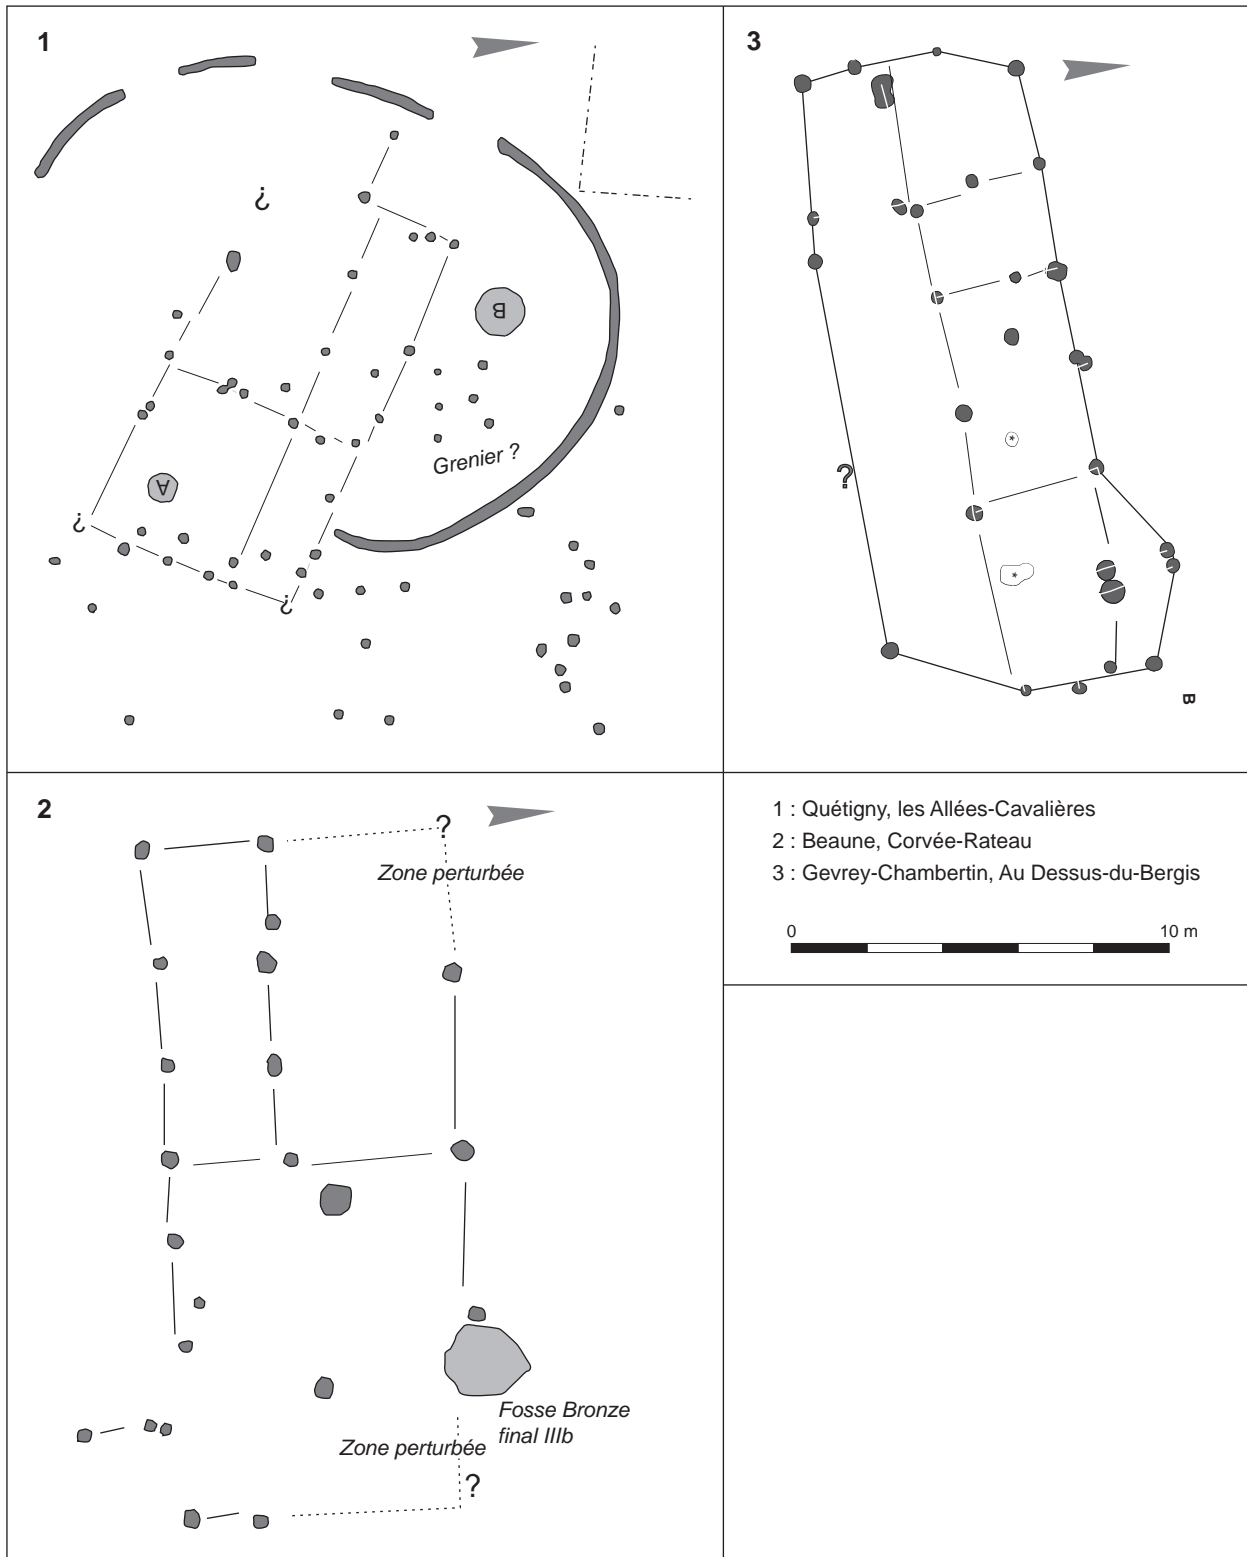 1
¿
B
A
Grenier ?
¿
¿
3
?
B
2
?
Zone perturbée
Fosse Bronze
final IIIb
Zone perturbée
?
1 : Quétigny, les Allées-Cavalières
2 : Beaune, Corvée-Rateau
3 : Gevrey-Chambertin, Au Dessus-du-Bergis
0 10 m